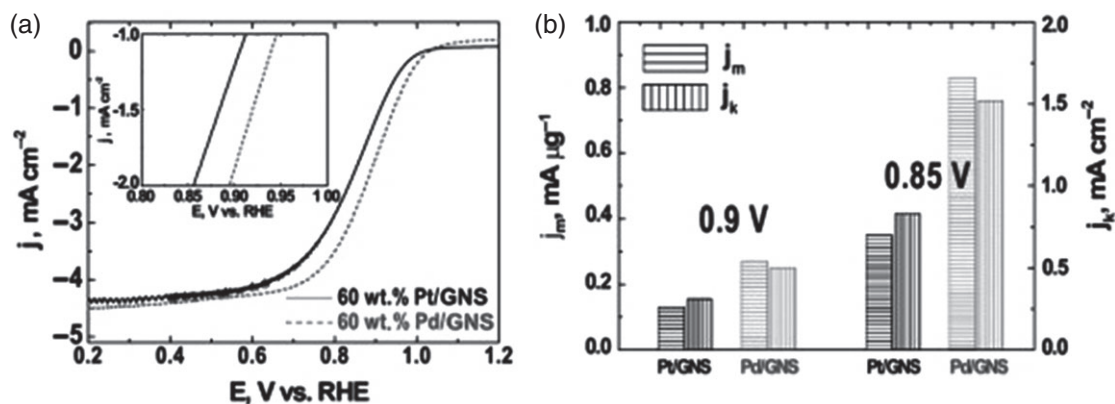 (a)
0
−1
−2
−3
−4
−5
j, mA cm−2
0.2 0.4 0.6 0.8 1.0 1.2
E, V vs. RHE
-1.0
-1.5
-2.0
j, mA cm−2
0.80 0.85 0.90 0.95 1 00
E, V vs. RHE
60 wt.% Pt/GNS
60 wt.% Pd/GNS
(b)
1.0
0.8
0.6
0.4
0.2
0.0
jm, mA µg−1
jm
jk
0.9 V
0.85 V
Pt/GNS Pd/GNS Pt/GNS Pd/GNS
2.0
1.5
1.0
0.5
0.0
jk, mA cm−2